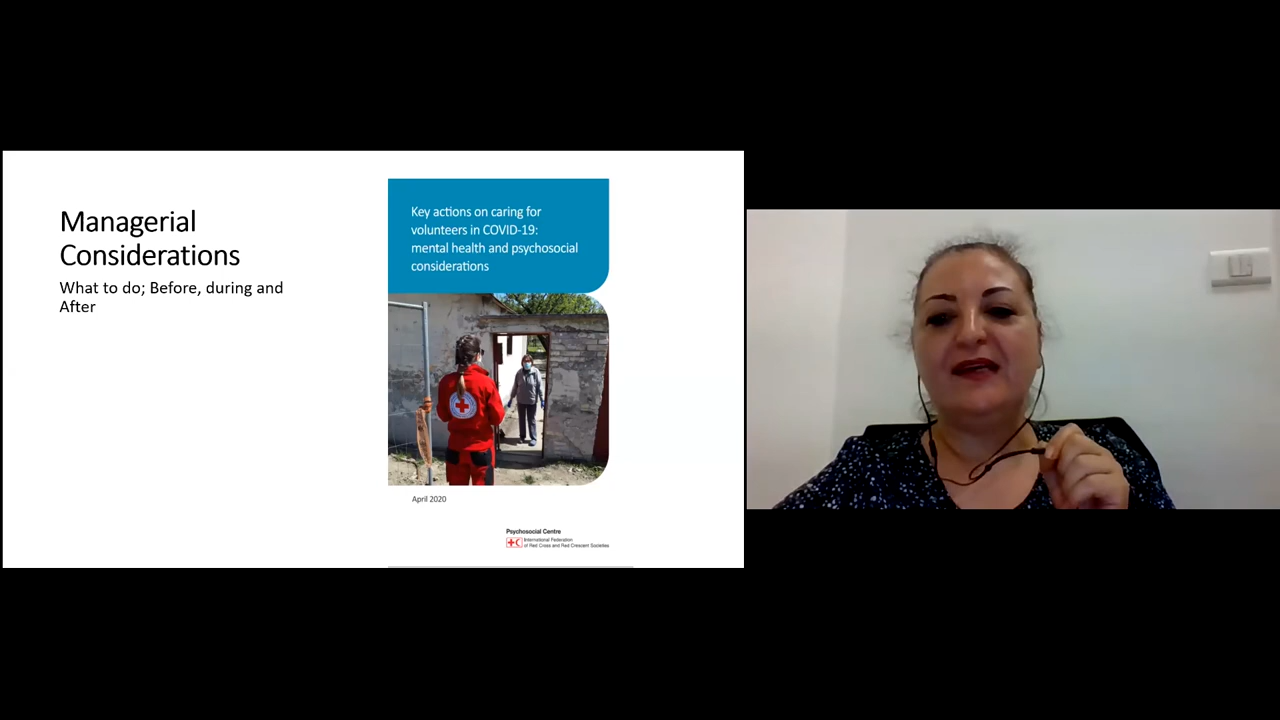 Managerial
Considerations
What to do; Before, during and
After
Key actions on caring for
volunteers in COVID-19:
mental health and psychosocial
considerations
April 2020
Psychosocial Centre
International Federation
of Red Cross and Red Crescent Societies